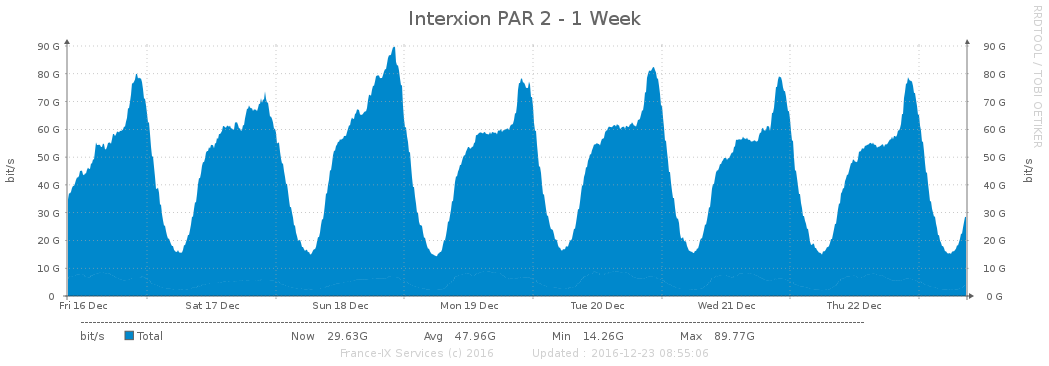 Interxion PAR 2 - 1 Week
RRDTOOL / TOBI OETIKER
90 G 90 G
80 G 80 G
70 G 70 G
60 G 60 G
50 G 50 G
40 G 40 G
30 G 30 G
20 G 20 G
10 G 10 G
0 0 G
bit/s
bit/s
Fri 16 Dec Sat 17 Dec Sun 18 Dec Mon 19 Dec Tue 20 Dec Wed 21 Dec Thu 22 Dec
bit/s Total Now 29.63G Avg 47.96G Min 14.26G Max 89.77G
France-IX Services (c) 2016 Updated : 2016-12-23 08:55:06